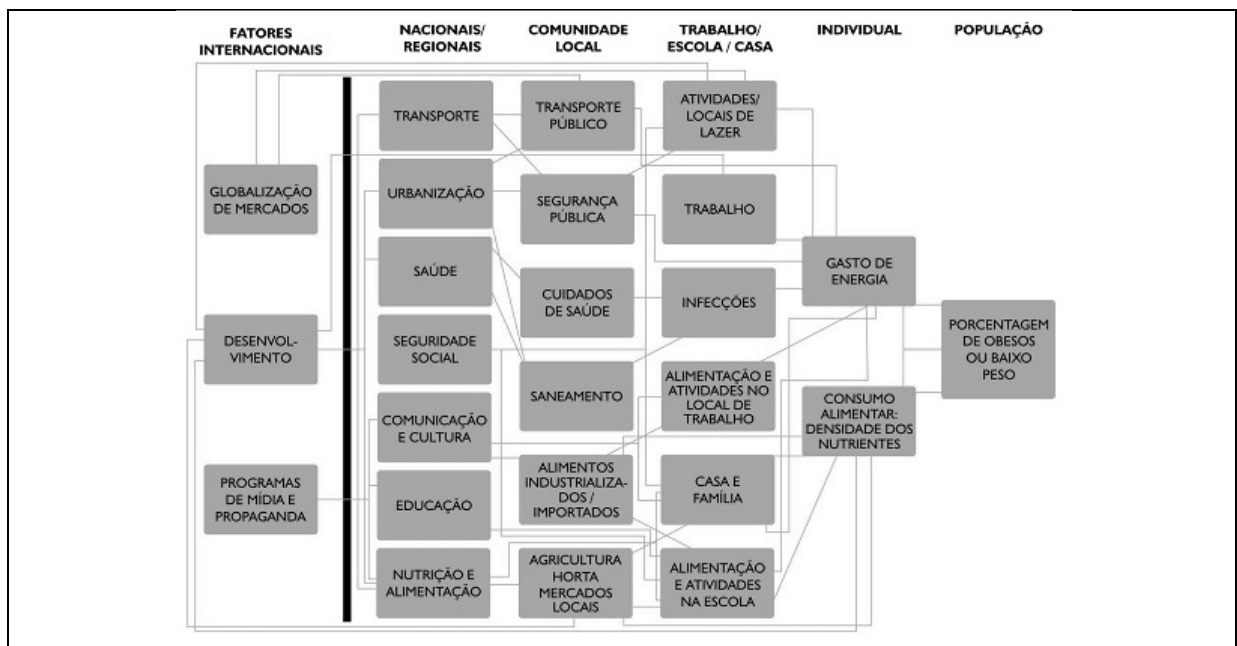 FATORES
INTERNACIONAIS
NACIONAIS/
REGIONAIS
COMUNIDADE
LOCAL
TRABALHO/
ESCOLA / CASA
INDIVIDUAL
POPULAÇÃO
GLOBALIZAÇÃO
DE MERCADOS
DESENVOL-
VIMENTO
PROGRAMAS
DE MÍDIA E
PROPAGANDA
TRANSPORTE
URBANIZAÇÃO
SAÚDE
SEGURIDADE
SOCIAL
COMUNICAÇÃO
E CULTURA
EDUCAÇÃO
NUTRIÇÃO E
ALIMENTAÇÃO
TRANSPORTE
PÚBLICO
SEGURANÇA
PÚBLICA
CUIDADOS
DE SAÚDE
SANEAMENTO
ALIMENTOS
INDUSTRIALIZA-
DOS /
IMPORTADOS
AGRICULTURA
HORTA
MERCADOS
LOCAIS
ATIVIDADES/
LOCAIS DE
LAZER
TRABALHO
INFECÇÕES
ALIMENTAÇÃO E
ATIVIDADES NO
LOCAL DE
TRABALHO
CASA E
FAMÍLIA
ALIMENTAÇÃO
E ATIVIDADES
NA ESCOLA
GASTO DE
ENERGIA
CONSUMO
ALIMENTAR:
DENSIDADE DOS
NUTRIENTES
PORCENTAGEM
DE OBESOS
OU BAIXO
PESO